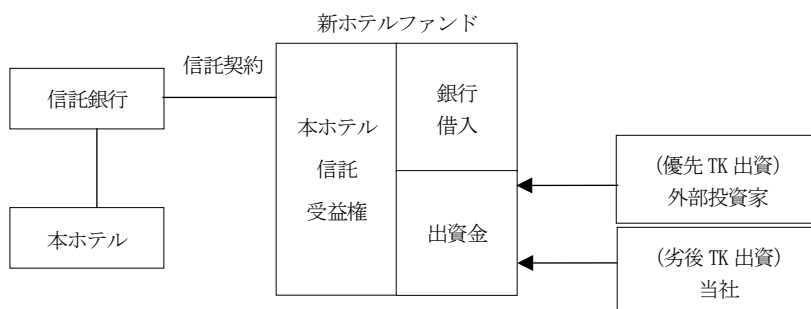 新ホテルファンド
信託契約
信託銀行
本ホテル
本ホテル
信託
受益権
銀行
借入
出資金
(優先 TK 出資)
外部投資家
(劣後 TK 出資)
当社